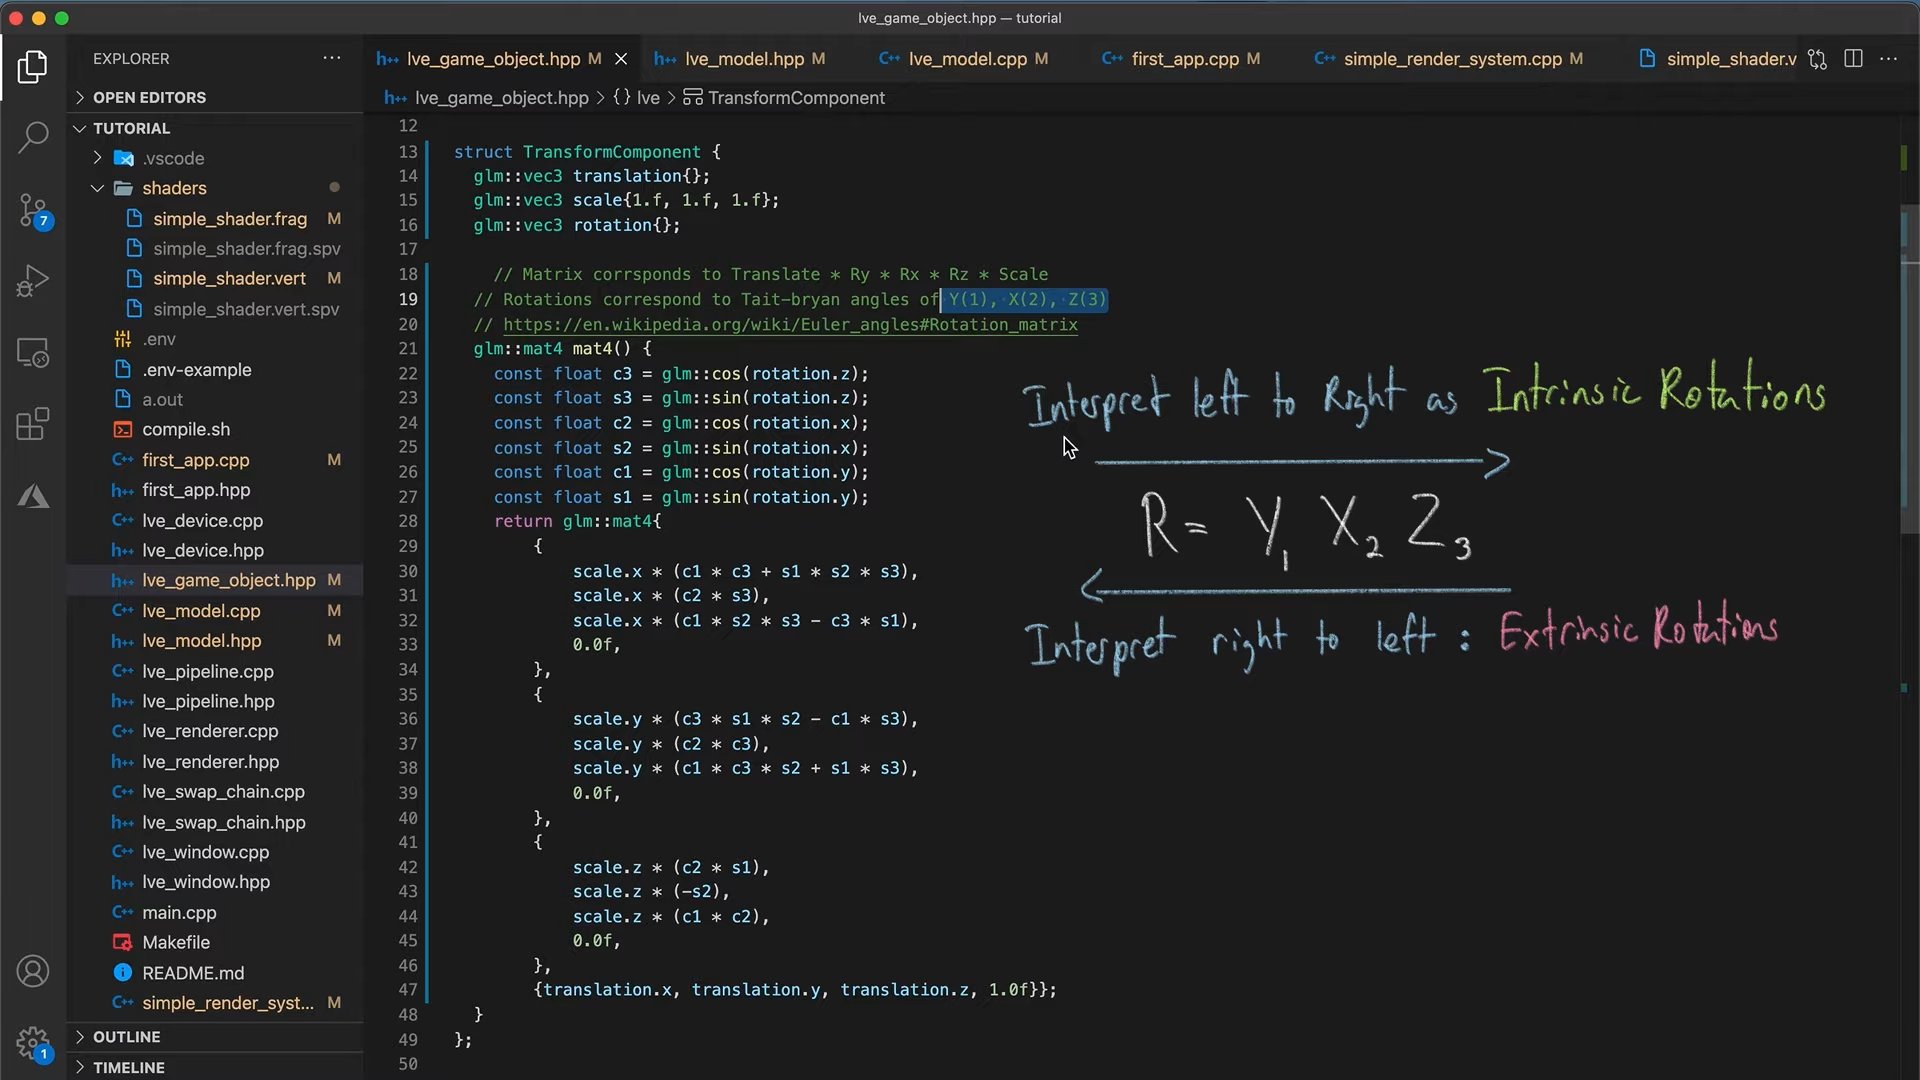 lve_game_object.hpp — tutorial
EXPLORER
lve_game_object.hpp M
lve_model.hpp M
lve_model.cpp M
first_app.cpp M
simple_render_system.cpp M
simple_shader.v
OPEN EDITORS
lve_game_object.hpp > {} lve > TransformComponent
TUTORIAL
.vscode
shaders
simple_shader.frag M
simple_shader.frag.spv
simple_shader.vert M
simple_shader.vert.spv
.env
.env-example
a.out
compile.sh
first_app.cpp M
first_app.hpp
lve_device.cpp
lve_device.hpp
lve_game_object.hpp M
lve_model.cpp M
lve_model.hpp M
lve_pipeline.cpp
lve_pipeline.hpp
lve_renderer.cpp
lve_renderer.hpp
lve_swap_chain.cpp
lve_swap_chain.hpp
lve_window.cpp
lve_window.hpp
main.cpp
Makefile
README.md
simple_render_syst... M
OUTLINE
TIMELINE
7
1
12
13 struct TransformComponent {
14 glm::vec3 translation{};
15 glm::vec3 scale{1.f, 1.f, 1.f};
16 glm::vec3 rotation{};
17
18 // Matrix corrsponds to Translate * Ry * Rx * Rz * Scale
19 // Rotations correspond to Tait-bryan angles of Y(1), X(2), Z(3)
20 // https://en.wikipedia.org/wiki/Euler_angles#Rotation_matrix
21 glm::mat4 mat4() {
22 const float c3 = glm::cos(rotation.z);
23 const float s3 = glm::sin(rotation.z);
24 const float c2 = glm::cos(rotation.x);
25 const float s2 = glm::sin(rotation.x);
26 const float c1 = glm::cos(rotation.y);
27 const float s1 = glm::sin(rotation.y);
28 return glm::mat4{
29 {
30 scale.x * (c1 * c3 + s1 * s2 * s3),
31 scale.x * (c2 * s3),
32 scale.x * (c1 * s2 * s3 - c3 * s1),
33 0.0f,
34 },
35 {
36 scale.y * (c3 * s1 * s2 - c1 * s3),
37 scale.y * (c2 * c3),
38 scale.y * (c1 * c3 * s2 + s1 * s3),
39 0.0f,
40 },
41 {
42 scale.z * (c2 * s1),
43 scale.z * (-s2),
44 scale.z * (c1 * c2),
45 0.0f,
46 },
47 {translation.x, translation.y, translation.z, 1.0f}};
48 }
49 };
50
Interpret left to Right as Intrinsic Rotations
R = Y₁ X₂ Z₃
Interpret right to left : Extrinsic Rotations